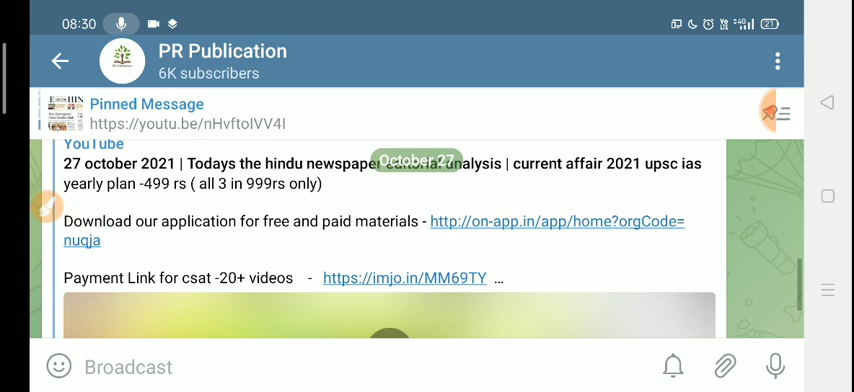 08:30 4G 21
PR Publication
6K subscribers
Pinned Message
https://youtu.be/nHvftoIVV4I
YouTube
October 27
27 october 2021 | Todays the hindu newspaper editorial analysis | current affair 2021 upsc ias
yearly plan -499 rs ( all 3 in 999rs only)
Download our application for free and paid materials - http://on-app.in/app/home?orgCode=
nuqja
Payment Link for csat -20+ videos - https://imjo.in/MM69TY ...
Broadcast